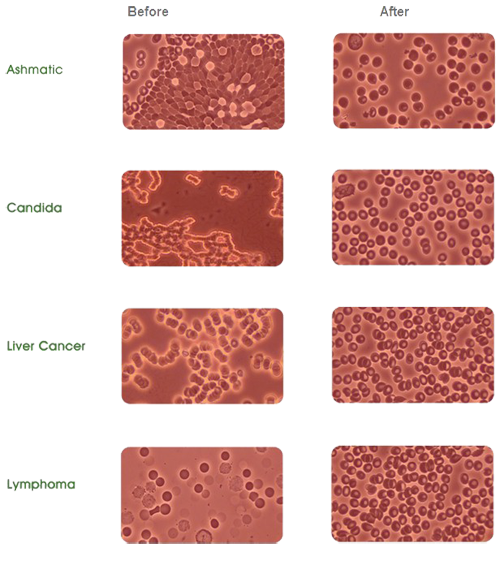 Before After
Ashmatic
Candida
Liver Cancer
Lymphoma